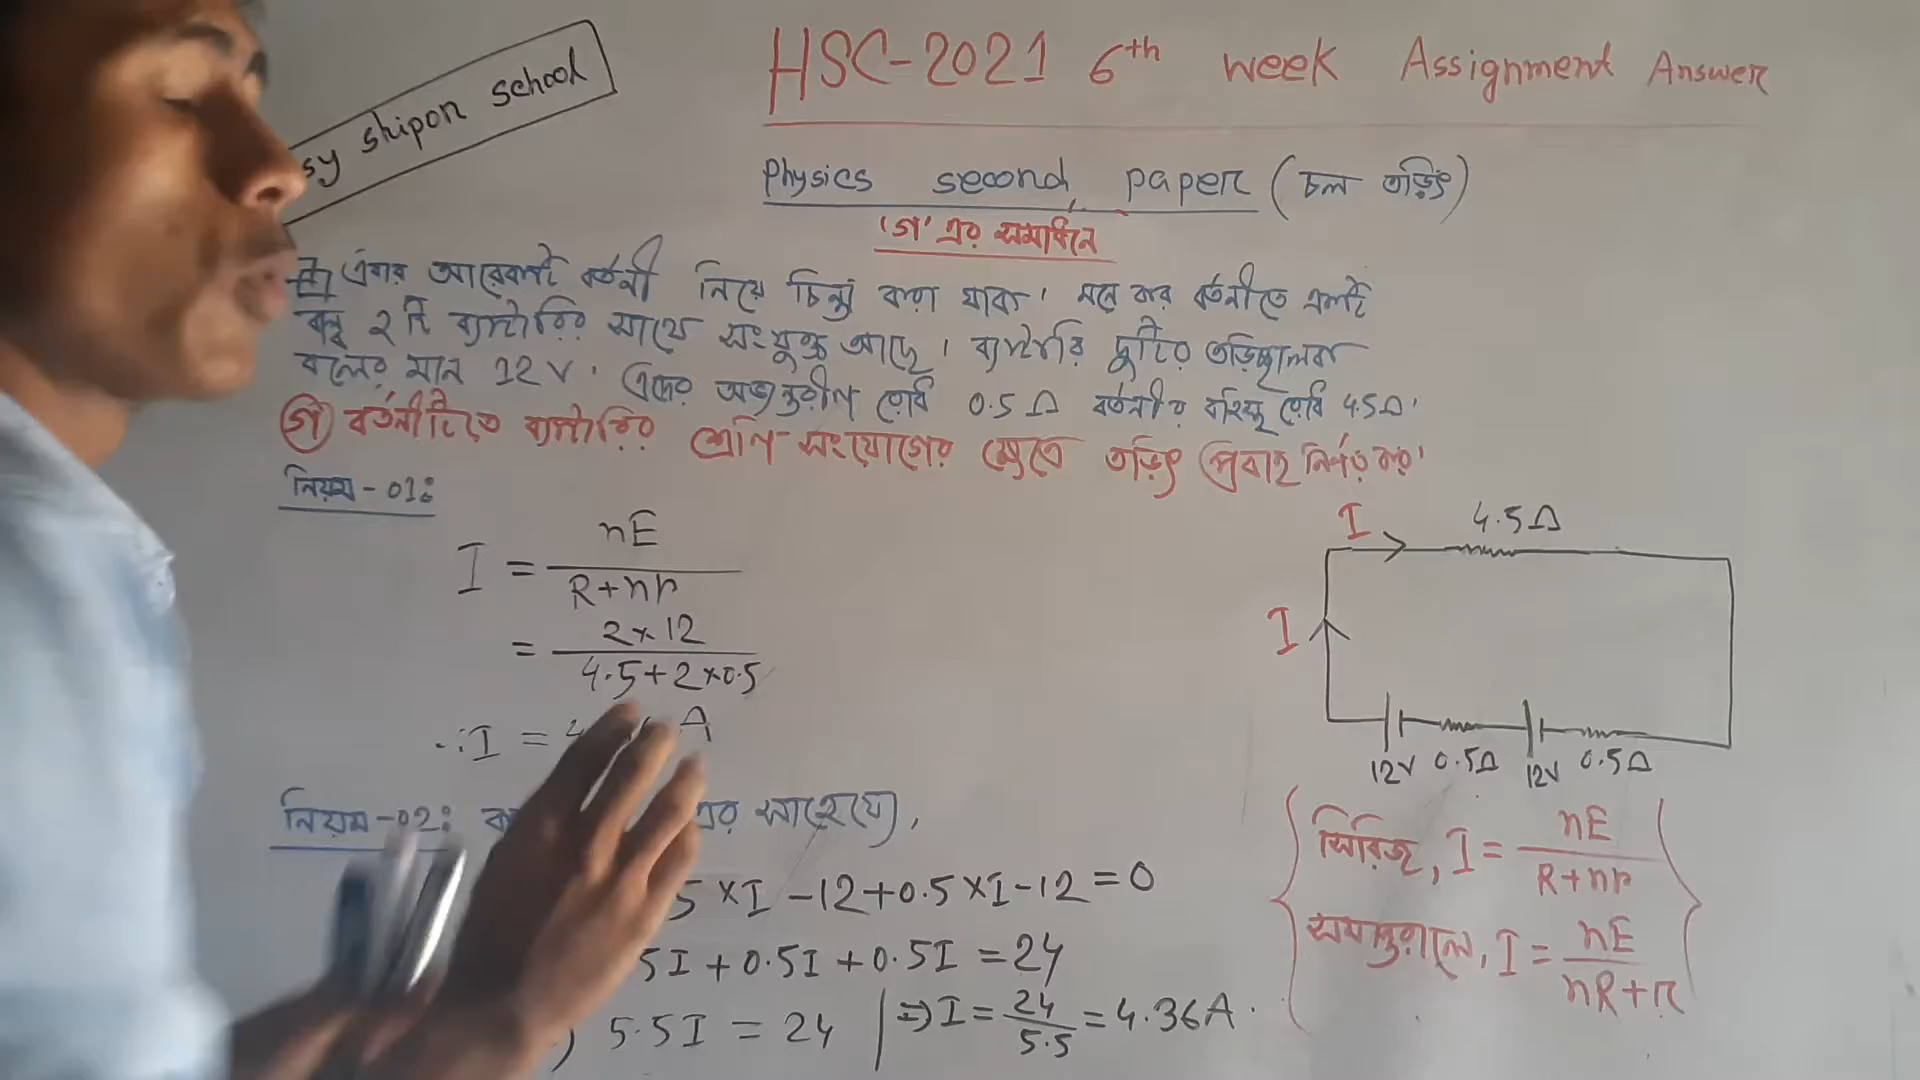 sy shipon school
HSC-2021 6th week Assignment Answer
Physics second paper (চল তড়িৎ)
'গ' এর সমাধান
এবার আরেকটি বর্তনী নিয়ে চিন্তা করা যাক। মনে কর বর্তনীতে একটি
বাল্ব ২টি ব্যাটারির সাথে সংযুক্ত আছে। ব্যাটারি দুটির তড়িচ্চালক
বলের মান 12V. এদের অভ্যন্তরীণ রোধ 0.5Ω বর্তনীর বহিঃস্থ রোধ 4.5Ω.
গ বর্তনীটিতে ব্যাটারির শ্রেণি সংযোগের ক্ষেত্রে তড়িৎ প্রবাহ নির্ণয় কর।
নিয়ম-01:
I = nE / R+nr
= 2×12 / 4.5+2×0.5
∴ I = A
নিয়ম-02: এর সাহায্যে,
5×I -12+0.5×I-12=0
5I+0.5I+0.5I=24
5.5I = 24 | ⇒ I = 24 / 5.5 = 4.36A.
I 4.5Ω
I
12V 0.5Ω 12V 0.5Ω
সিরিজ, I = nE / R+nr
সমান্তরালে, I = nE / nR+r